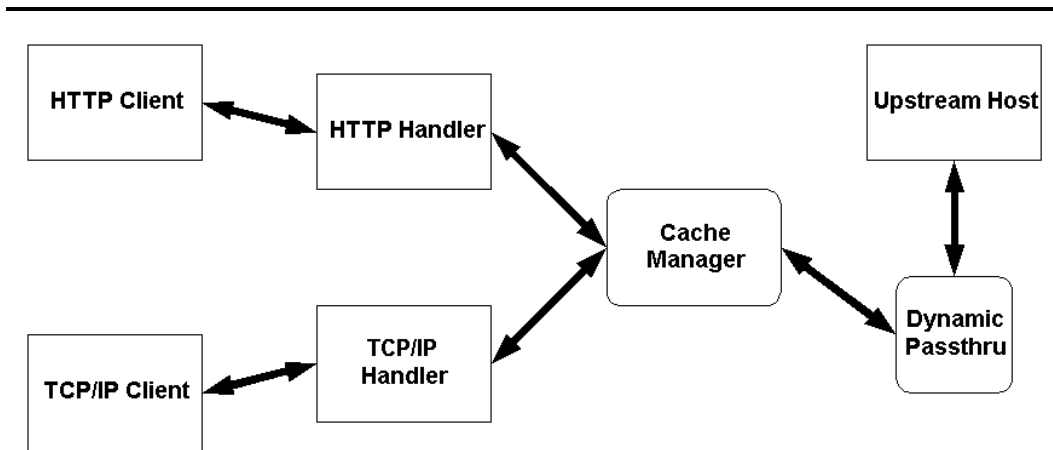 HTTP Client
HTTP Handler
Upstream Host
Cache
Manager
Dynamic
Passthru
TCP/IP
Handler
TCP/IP Client